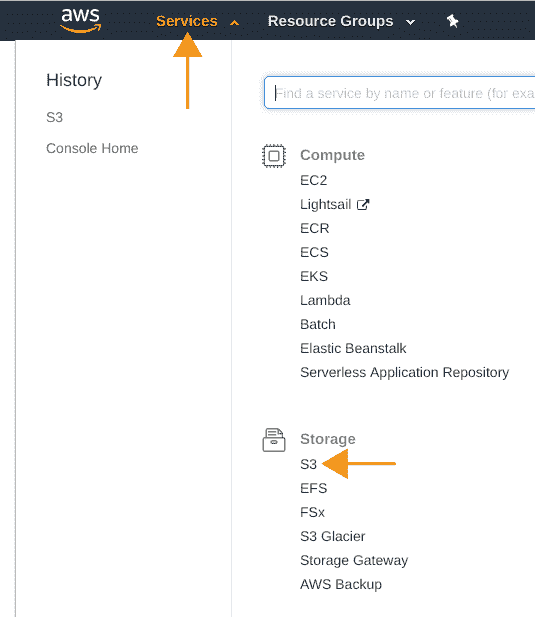 aws
Services
Resource Groups
History
S3
Console Home
Find a service by name or feature (for exa
Compute
EC2
Lightsail
ECR
ECS
EKS
Lambda
Batch
Elastic Beanstalk
Serverless Application Repository
Storage
S3
EFS
FSx
S3 Glacier
Storage Gateway
AWS Backup